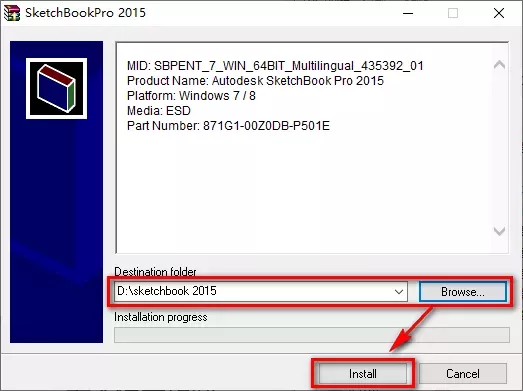 SketchBookPro 2015
MID: SBPENT_7_WIN_64BIT_Multilingual_435392_01
Product Name: Autodesk SketchBook Pro 2015
Platform: Windows 7 / 8
Media: ESD
Part Number: 871G1-00Z0DB-P501E
Destination folder
D:\sketchbook 2015
Browse...
Installation progress
Install
Cancel